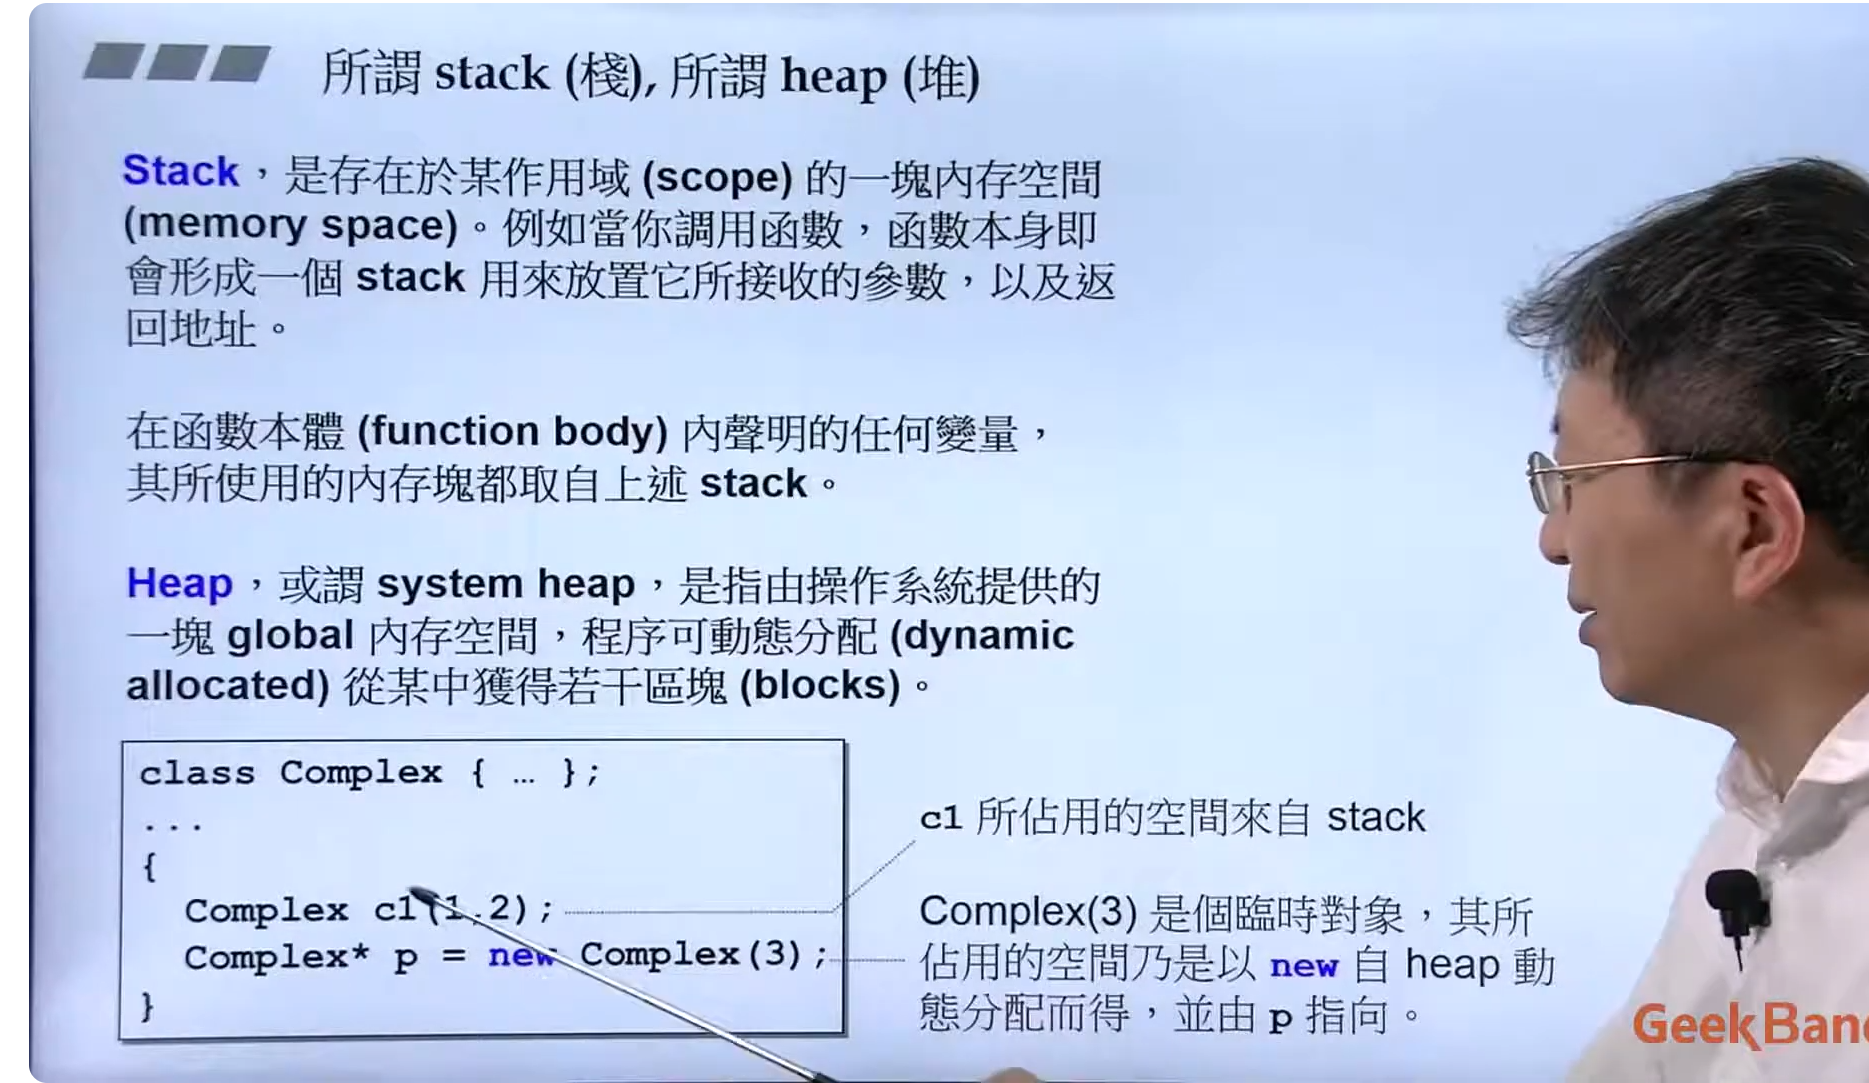 所謂 stack (棧), 所謂 heap (堆)
Stack，是存在於某作用域 (scope) 的一塊內存空間
(memory space)。例如當你調用函數，函數本身即
會形成一個 stack 用來放置它所接收的參數，以及返
回地址。
在函數本體 (function body) 內聲明的任何變量，
其所使用的內存塊都取自上述 stack。
Heap，或謂 system heap，是指由操作系統提供的
一塊 global 內存空間，程序可動態分配 (dynamic
allocated) 從某中獲得若干區塊 (blocks)。
class Complex { … };
...
{
Complex c1(1,2);
Complex* p = new Complex(3);
}
c1 所佔用的空間來自 stack
Complex(3) 是個臨時對象，其所
佔用的空間乃是以 new 自 heap 動
態分配而得，並由 p 指向。
GeekBan